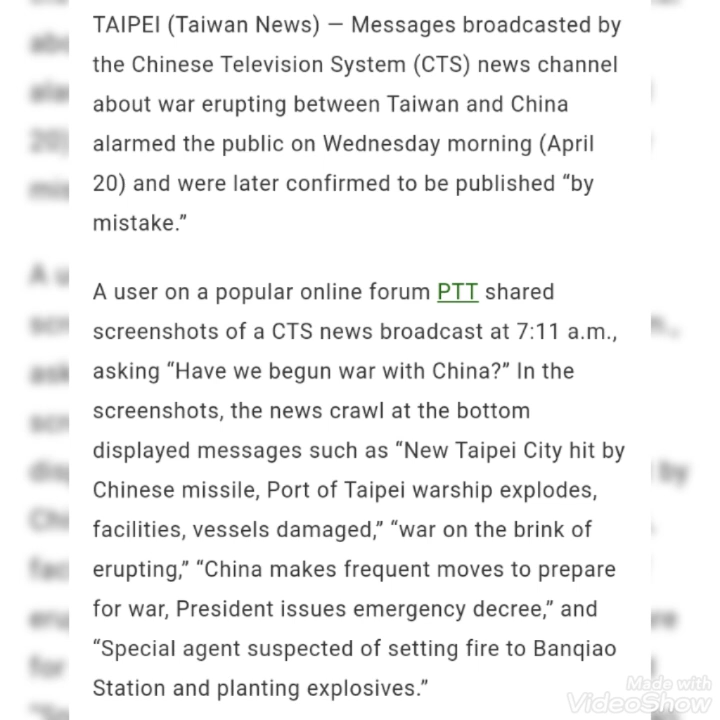 TAIPEI (Taiwan News) — Messages broadcasted by
the Chinese Television System (CTS) news channel
about war erupting between Taiwan and China
alarmed the public on Wednesday morning (April
20) and were later confirmed to be published “by
mistake.”
A user on a popular online forum PTT shared
screenshots of a CTS news broadcast at 7:11 a.m.,
asking “Have we begun war with China?” In the
screenshots, the news crawl at the bottom
displayed messages such as “New Taipei City hit by
Chinese missile, Port of Taipei warship explodes,
facilities, vessels damaged,” “war on the brink of
erupting,” “China makes frequent moves to prepare
for war, President issues emergency decree,” and
“Special agent suspected of setting fire to Banqiao
Station and planting explosives.”
Made with
VideoShow